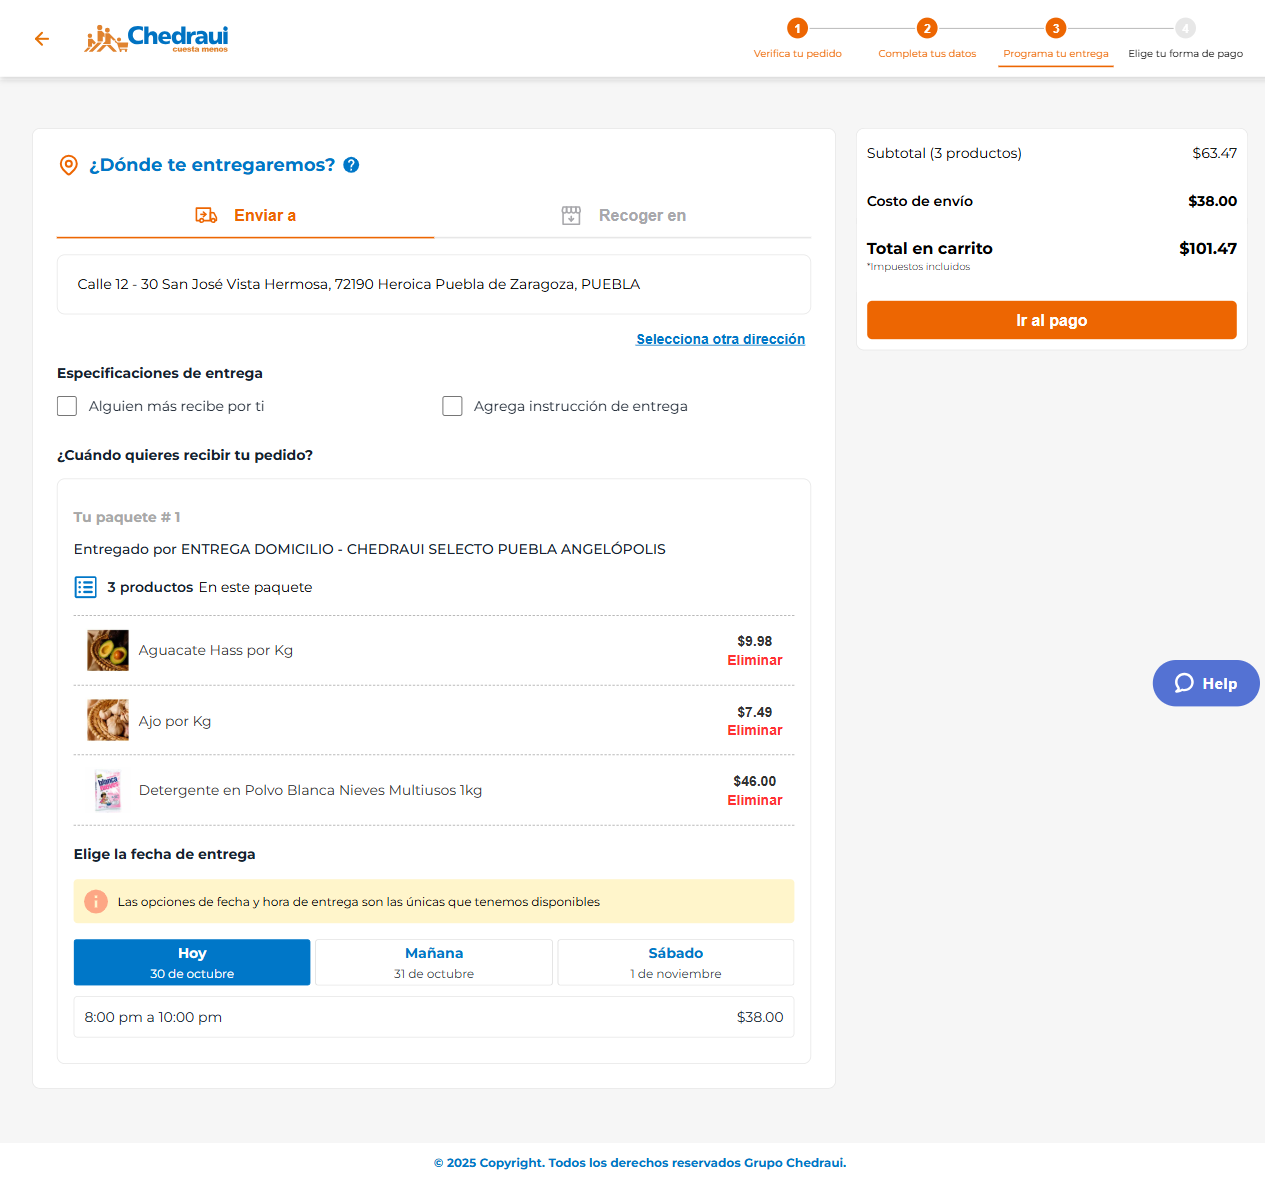 Chedraui
cuesta menos
1
Verifica tu pedido
2
Completa tus datos
3
Programa tu entrega
4
Elige tu forma de pago
¿Dónde te entregaremos? ?
Enviar a
Recoger en
Calle 12 - 30 San José Vista Hermosa, 72190 Heroica Puebla de Zaragoza, PUEBLA
Selecciona otra dirección
Especificaciones de entrega
Alguien más recibe por ti
Agrega instrucción de entrega
¿Cuándo quieres recibir tu pedido?
Tu paquete # 1
Entregado por ENTREGA DOMICILIO - CHEDRAUI SELECTO PUEBLA ANGELÓPOLIS
3 productos En este paquete
Aguacate Hass por Kg
$9.98
Eliminar
Ajo por Kg
$7.49
Eliminar
blanca
Detergente en Polvo Blanca Nieves Multiusos 1kg
$46.00
Eliminar
Elige la fecha de entrega
Las opciones de fecha y hora de entrega son las únicas que tenemos disponibles
Hoy
30 de octubre
Mañana
31 de octubre
Sábado
1 de noviembre
8:00 pm a 10:00 pm
$38.00
Subtotal (3 productos)
$63.47
Costo de envío
$38.00
Total en carrito
$101.47
*Impuestos incluidos
Ir al pago
Help
© 2025 Copyright. Todos los derechos reservados Grupo Chedraui.